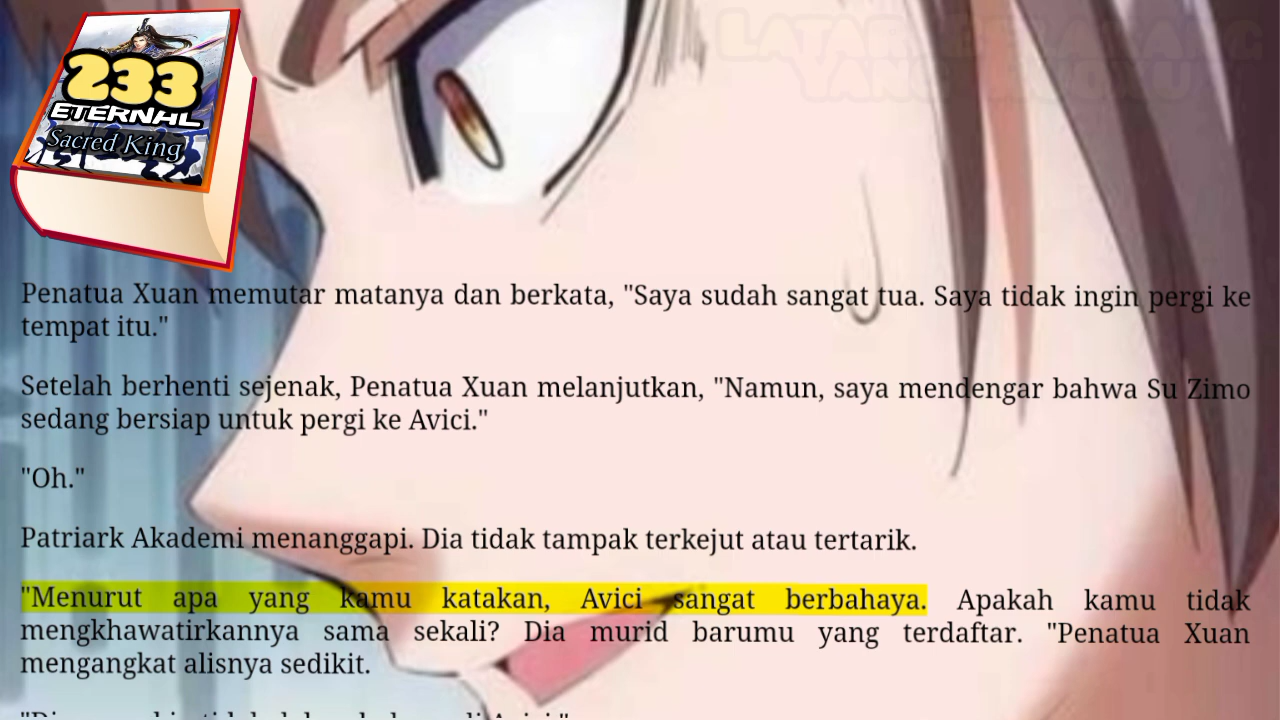 233
ETERNAL
Sacred King
Penatua Xuan memutar matanya dan berkata, "Saya sudah sangat tua. Saya tidak ingin pergi ke
tempat itu."
Setelah berhenti sejenak, Penatua Xuan melanjutkan, "Namun, saya mendengar bahwa Su Zimo
sedang bersiap untuk pergi ke Avici."
"Oh."
Patriark Akademi menanggapi. Dia tidak tampak terkejut atau tertarik.
"Menurut apa yang kamu katakan, Avici sangat berbahaya. Apakah kamu tidak
mengkhawatirkannya sama sekali? Dia murid barumu yang terdaftar. "Penatua Xuan
mengangkat alisnya sedikit.